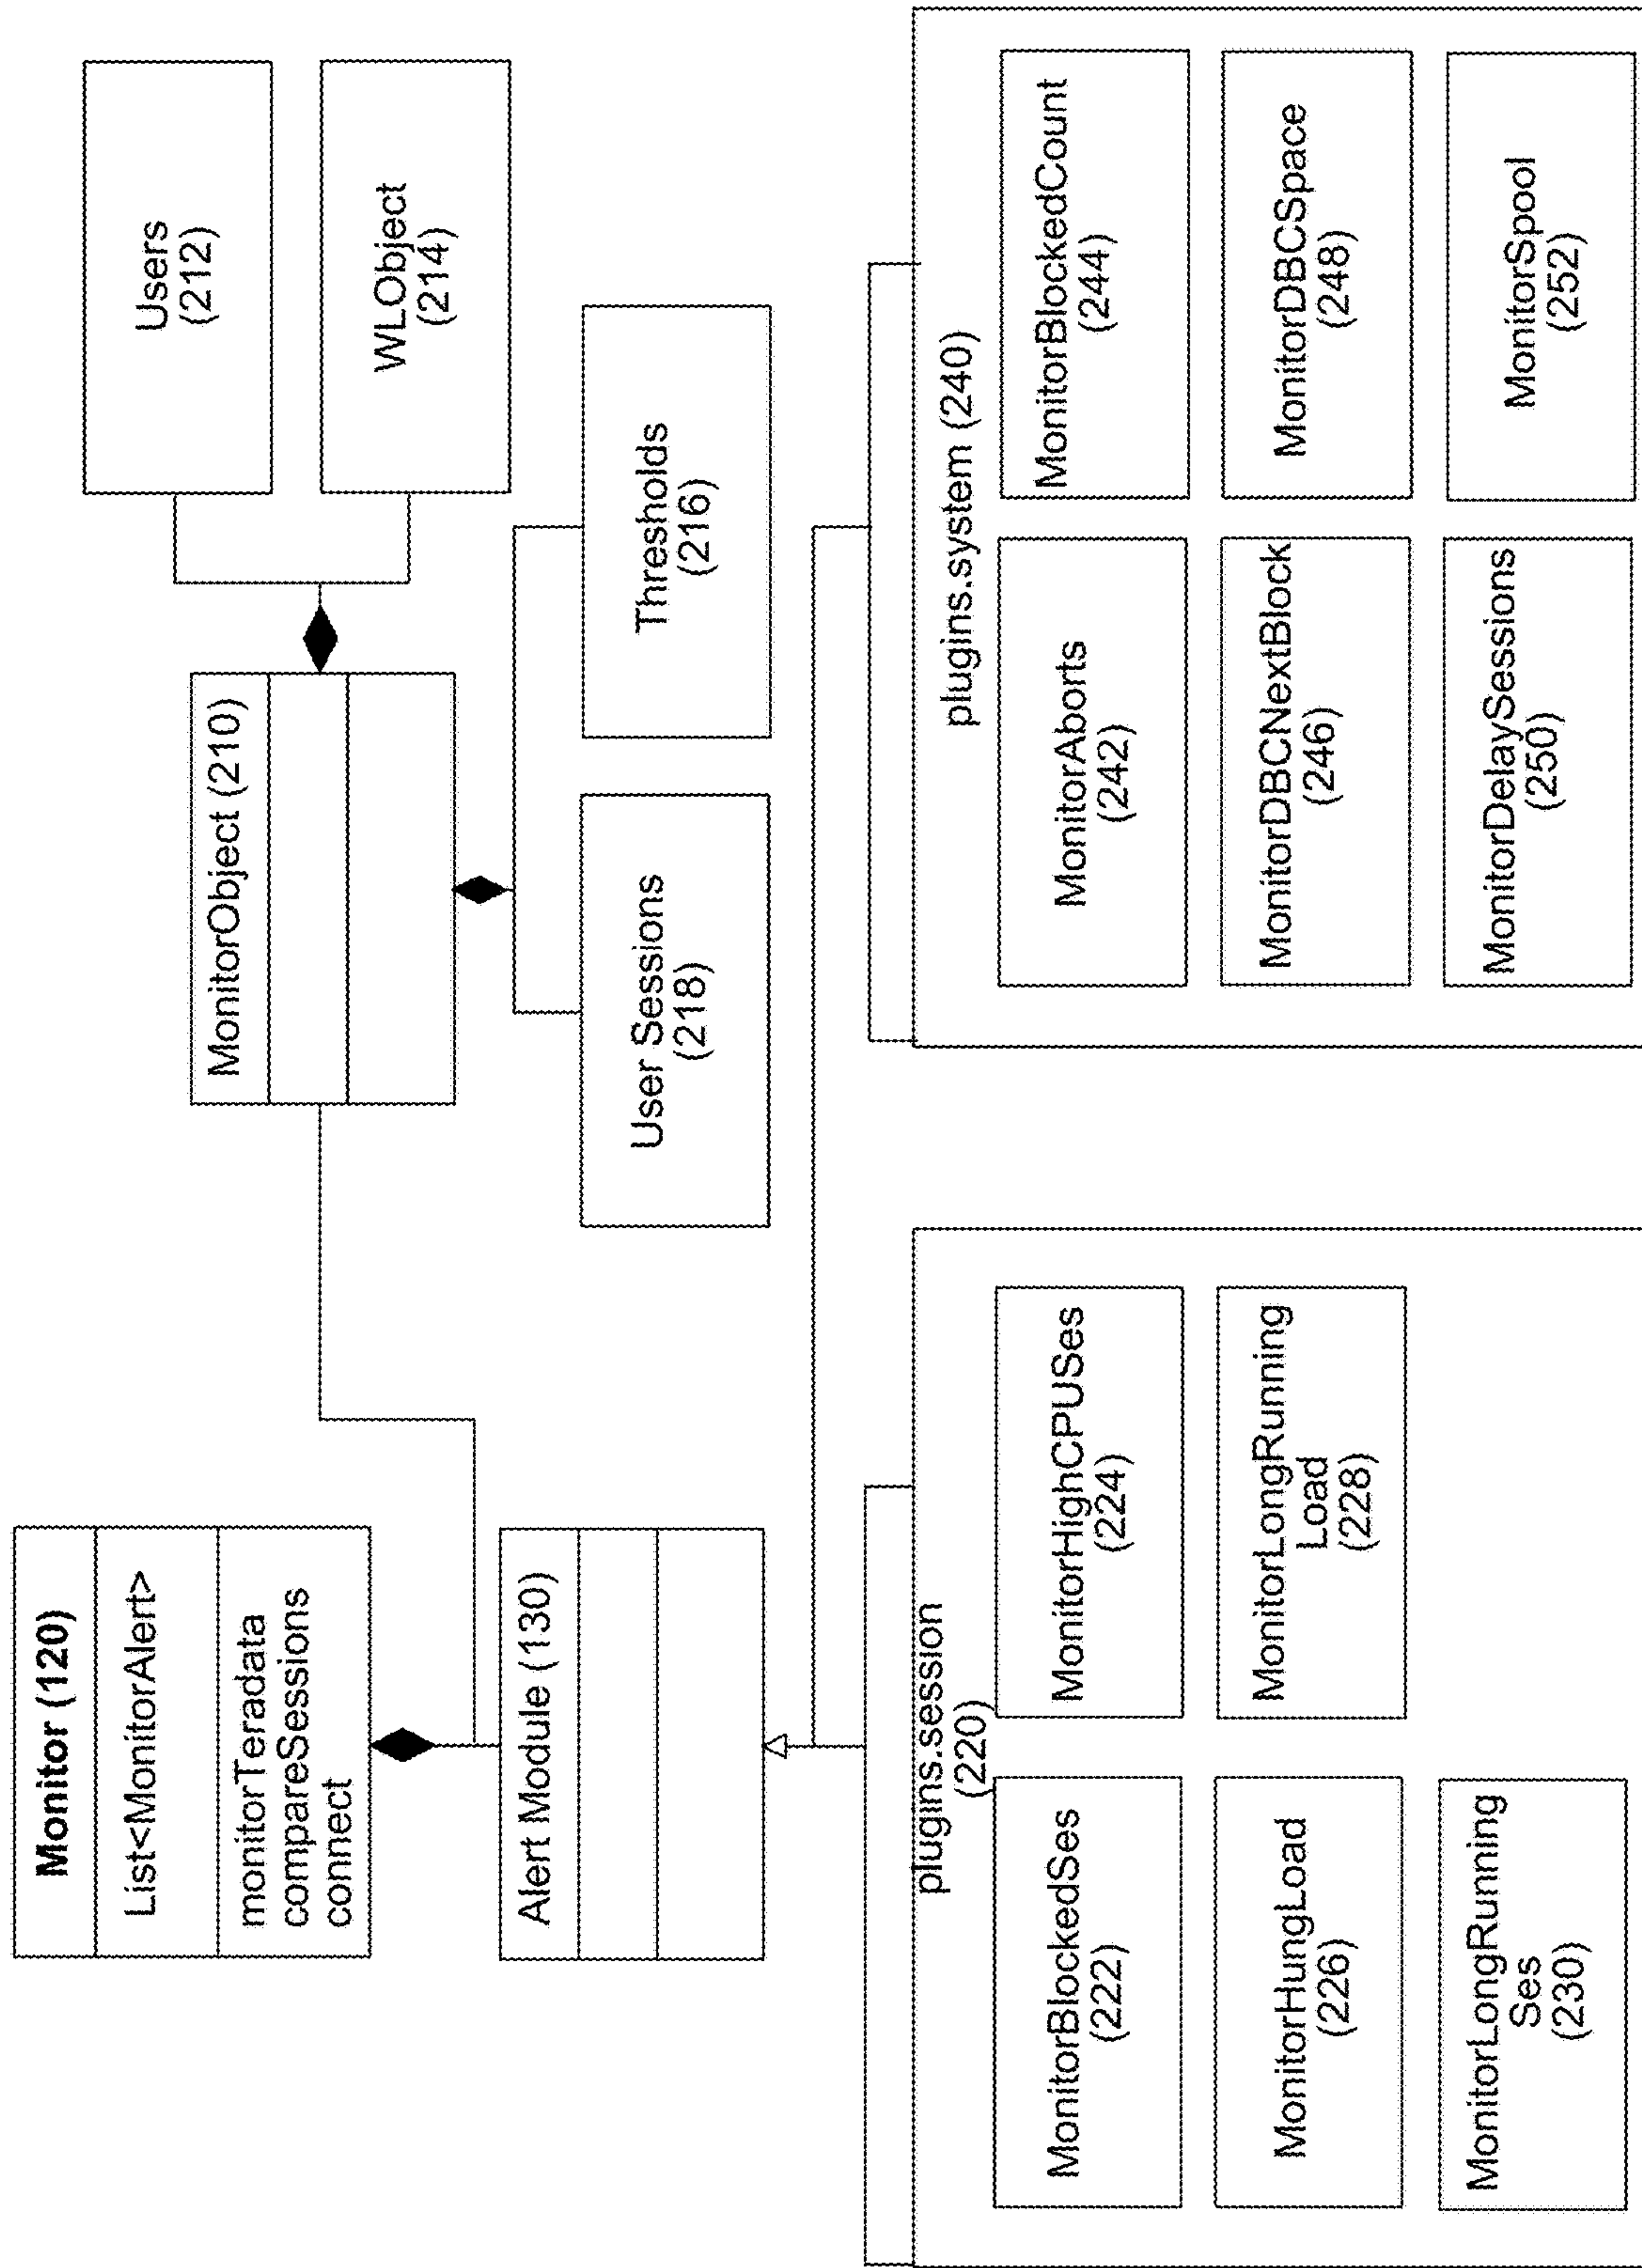 Monitor (120)
List<MonitorAlert>
monitorTeradata
compareSessions
connect
Alert Module (130)
MonitorObject (210)
Users
(212)
WLObject
(214)
User Sessions
(218)
Thresholds
(216)
plugins.session
(220)
MonitorBlockedSes
(222)
MonitorHighCPUSes
(224)
MonitorHungLoad
(226)
MonitorLongRunning
Load
(228)
MonitorLongRunning
Ses
(230)
plugins.system (240)
MonitorAborts
(242)
MonitorBlockedCount
(244)
MonitorDBCNextBlock
(246)
MonitorDBCSpace
(248)
MonitorDelaySessions
(250)
MonitorSpool
(252)